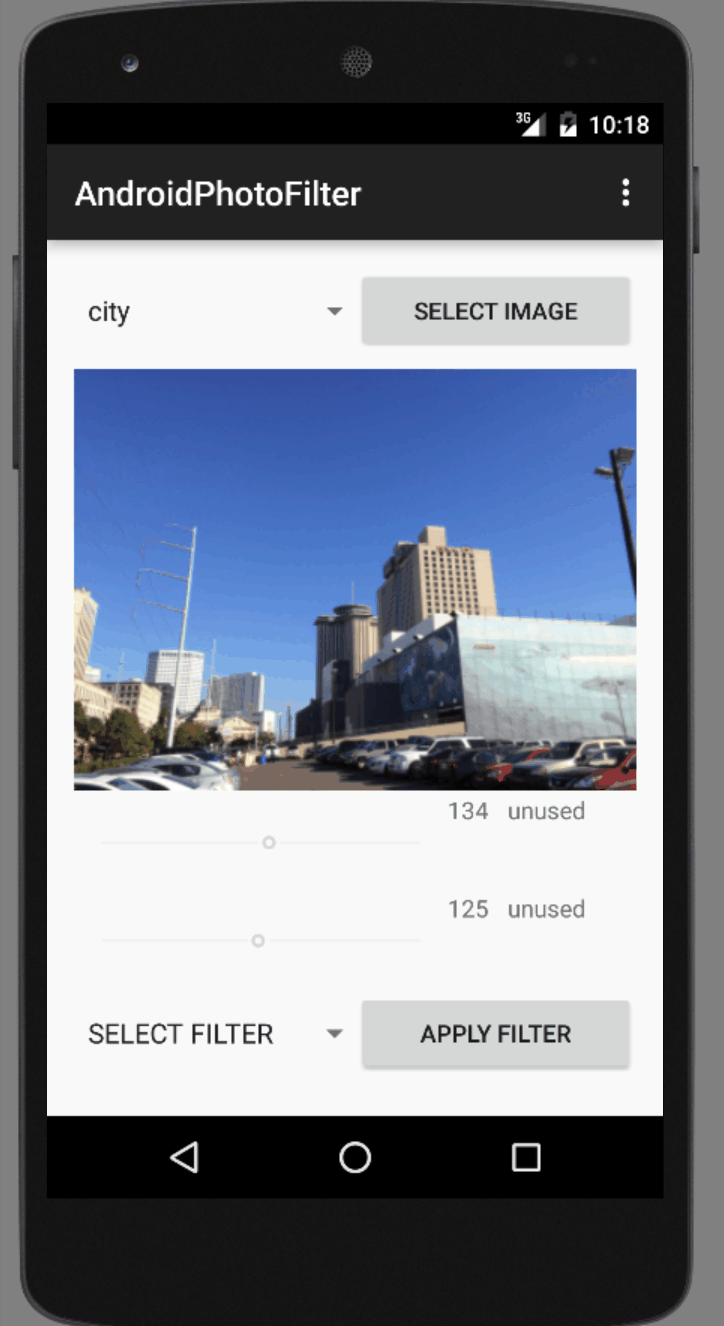 3G 10:18
AndroidPhotoFilter
city SELECT IMAGE
134 unused
125 unused
SELECT FILTER APPLY FILTER